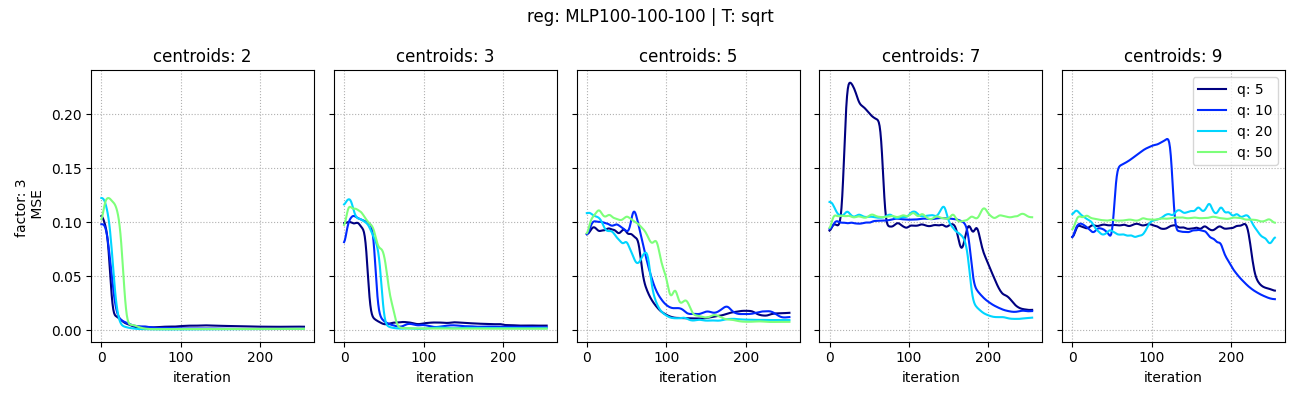 reg: MLP100-100-100 | T: sqrt
centroids: 2
centroids: 3
centroids: 5
centroids: 7
centroids: 9
factor: 3
MSE
0.20
0.15
0.10
0.05
0.00
q: 5
q: 10
q: 20
q: 50
0 100 200
0 100 200
0 100 200
0 100 200
0 100 200
iteration
iteration
iteration
iteration
iteration